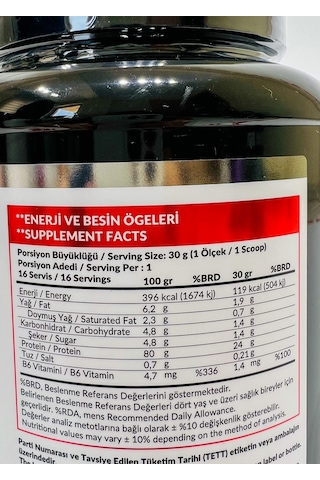 **ENERJİ VE BESİN ÖGELERİ
**SUPPLEMENT FACTS
Porsiyon Büyüklüğü / Serving Size: 30 g (1 Ölçek / 1 Scoop)
Porsiyon Adedi / Serving Per : 1
16 Servis / 16 Servings 100 gr %BRD 30 gr %BRD
Enerji / Energy 396 kcal (1674 kj) 119 kcal (504 kj)
Yağ / Fat 6,2 g 1,9 g
Doymuş Yağ / Saturated Fat 2,3 g 0,7 g
Karbonhidrat / Carbohydrate 4,8 g 1,4 g
Şeker / Sugar 4,8 g 1,4 g
Protein / Protein 80 g 24 g
Tuz / Salt 0,7 g 0,21 g
B6 Vitamini / B6 Vitamin 4,7 mg %336 1,4 mg %100
%BRD, Beslenme Referans Değerlerini göstermektedir.
Belirlenen Beslenme Referans Değerleri dört yaş ve üzeri sağlık bireyler için
geçerlidir. %RDA, mens Recommended Daily Allowance.
Değerler analiz metotlarına bağlı olarak ± %10 değişkenlik gösterebilir.
Nutritional values may vary ± 10% depending on the method of analysis.
Parti Numarası ve Tavsiye Edilen Tüketim Tarihi (TETT) etiketin veya ambalajın
üzerindedir.